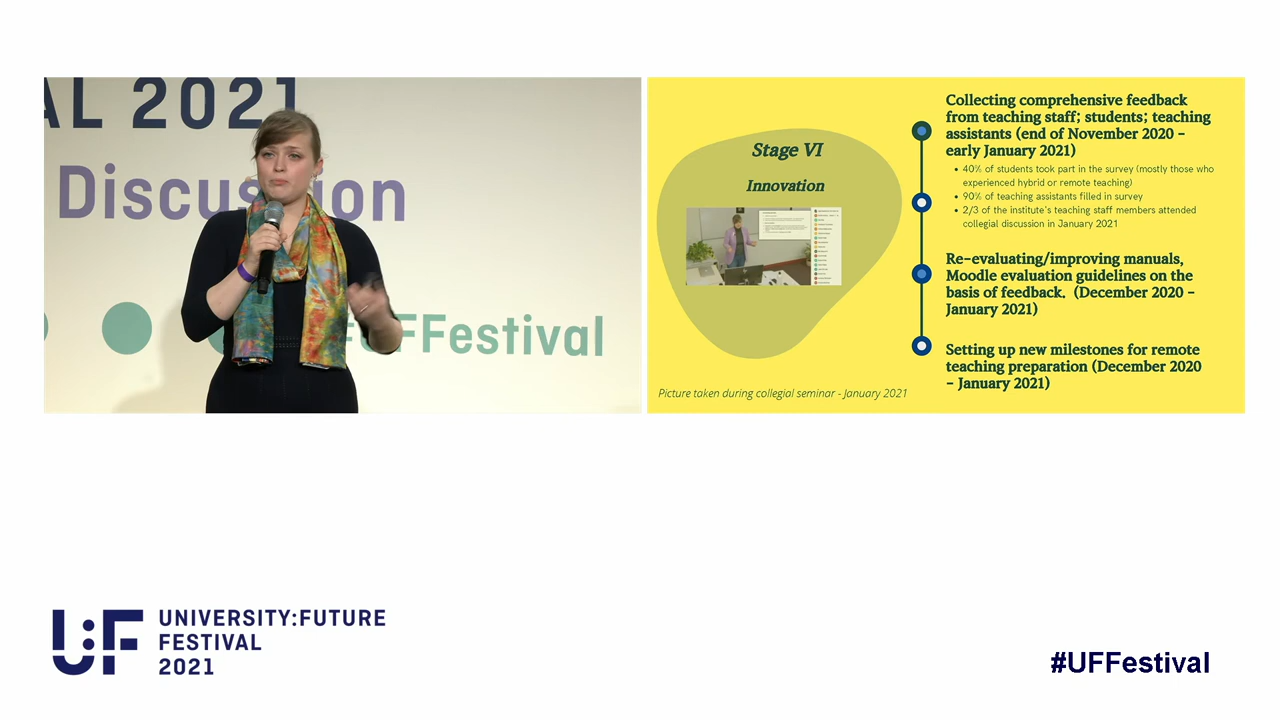 AL 2021
Discussion
#UFFestival
Stage VI
Innovation
Picture taken during collegial seminar - January 2021
Collecting comprehensive feedback
from teaching staff; students; teaching
assistants (end of November 2020 -
early January 2021)
• 40% of students took part in the survey (mostly those who
experienced hybrid or remote teaching)
• 90% of teaching assistants filled in survey
• 2/3 of the institute's teaching staff members attended
collegial discussion in January 2021
Re-evaluating/improving manuals,
Moodle evaluation guidelines on the
basis of feedback. (December 2020 -
January 2021)
Setting up new milestones for remote
teaching preparation (December 2020
- January 2021)
U:F
UNIVERSITY:FUTURE
FESTIVAL
2021
#UFFestival